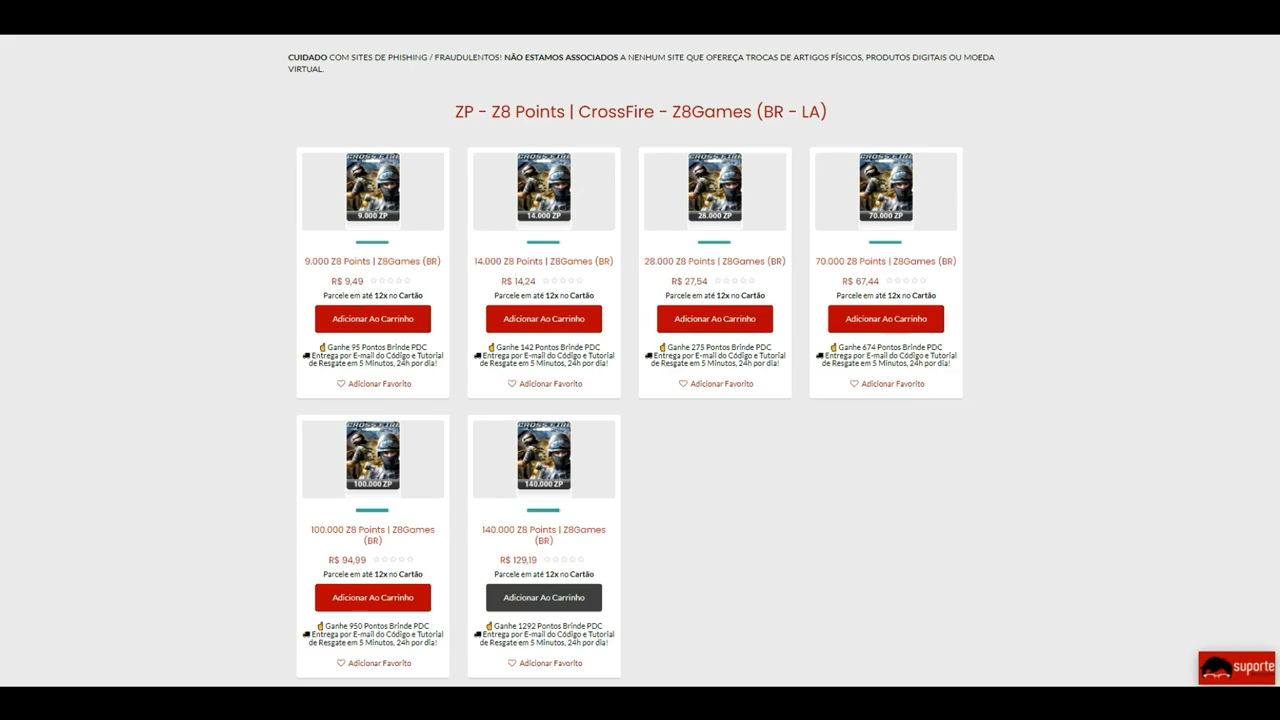 CUIDADO COM SITES DE PHISHING / FRAUDULENTOS! NÃO ESTAMOS ASSOCIADOS A NENHUM SITE QUE OFEREÇA TROCAS DE ARTIGOS FÍSICOS, PRODUTOS DIGITAIS OU MOEDA
VIRTUAL.
ZP - Z8 Points | CrossFire - Z8Games (BR - LA)
CROSS FIRE
9.000 ZP
9.000 Z8 Points | Z8Games (BR)
R$ 9,49
Parcele em até 12x no Cartão
Adicionar Ao Carrinho
Ganhe 95 Pontos Brinde PDC
Entrega por E-mail do Código e Tutorial
de Resgate em 5 Minutos, 24h por dia!
Adicionar Favorito
CROSS FIRE
14.000 ZP
14.000 Z8 Points | Z8Games (BR)
R$ 14,24
Parcele em até 12x no Cartão
Adicionar Ao Carrinho
Ganhe 142 Pontos Brinde PDC
Entrega por E-mail do Código e Tutorial
de Resgate em 5 Minutos, 24h por dia!
Adicionar Favorito
CROSS FIRE
28.000 ZP
28.000 Z8 Points | Z8Games (BR)
R$ 27,54
Parcele em até 12x no Cartão
Adicionar Ao Carrinho
Ganhe 275 Pontos Brinde PDC
Entrega por E-mail do Código e Tutorial
de Resgate em 5 Minutos, 24h por dia!
Adicionar Favorito
CROSS FIRE
70.000 ZP
70.000 Z8 Points | Z8Games (BR)
R$ 67,44
Parcele em até 12x no Cartão
Adicionar Ao Carrinho
Ganhe 674 Pontos Brinde PDC
Entrega por E-mail do Código e Tutorial
de Resgate em 5 Minutos, 24h por dia!
Adicionar Favorito
CROSS FIRE
100.000 ZP
100.000 Z8 Points | Z8Games
(BR)
R$ 94,99
Parcele em até 12x no Cartão
Adicionar Ao Carrinho
Ganhe 950 Pontos Brinde PDC
Entrega por E-mail do Código e Tutorial
de Resgate em 5 Minutos, 24h por dia!
Adicionar Favorito
CROSS FIRE
140.000 ZP
140.000 Z8 Points | Z8Games
(BR)
R$ 129,19
Parcele em até 12x no Cartão
Adicionar Ao Carrinho
Ganhe 1292 Pontos Brinde PDC
Entrega por E-mail do Código e Tutorial
de Resgate em 5 Minutos, 24h por dia!
Adicionar Favorito
suporte